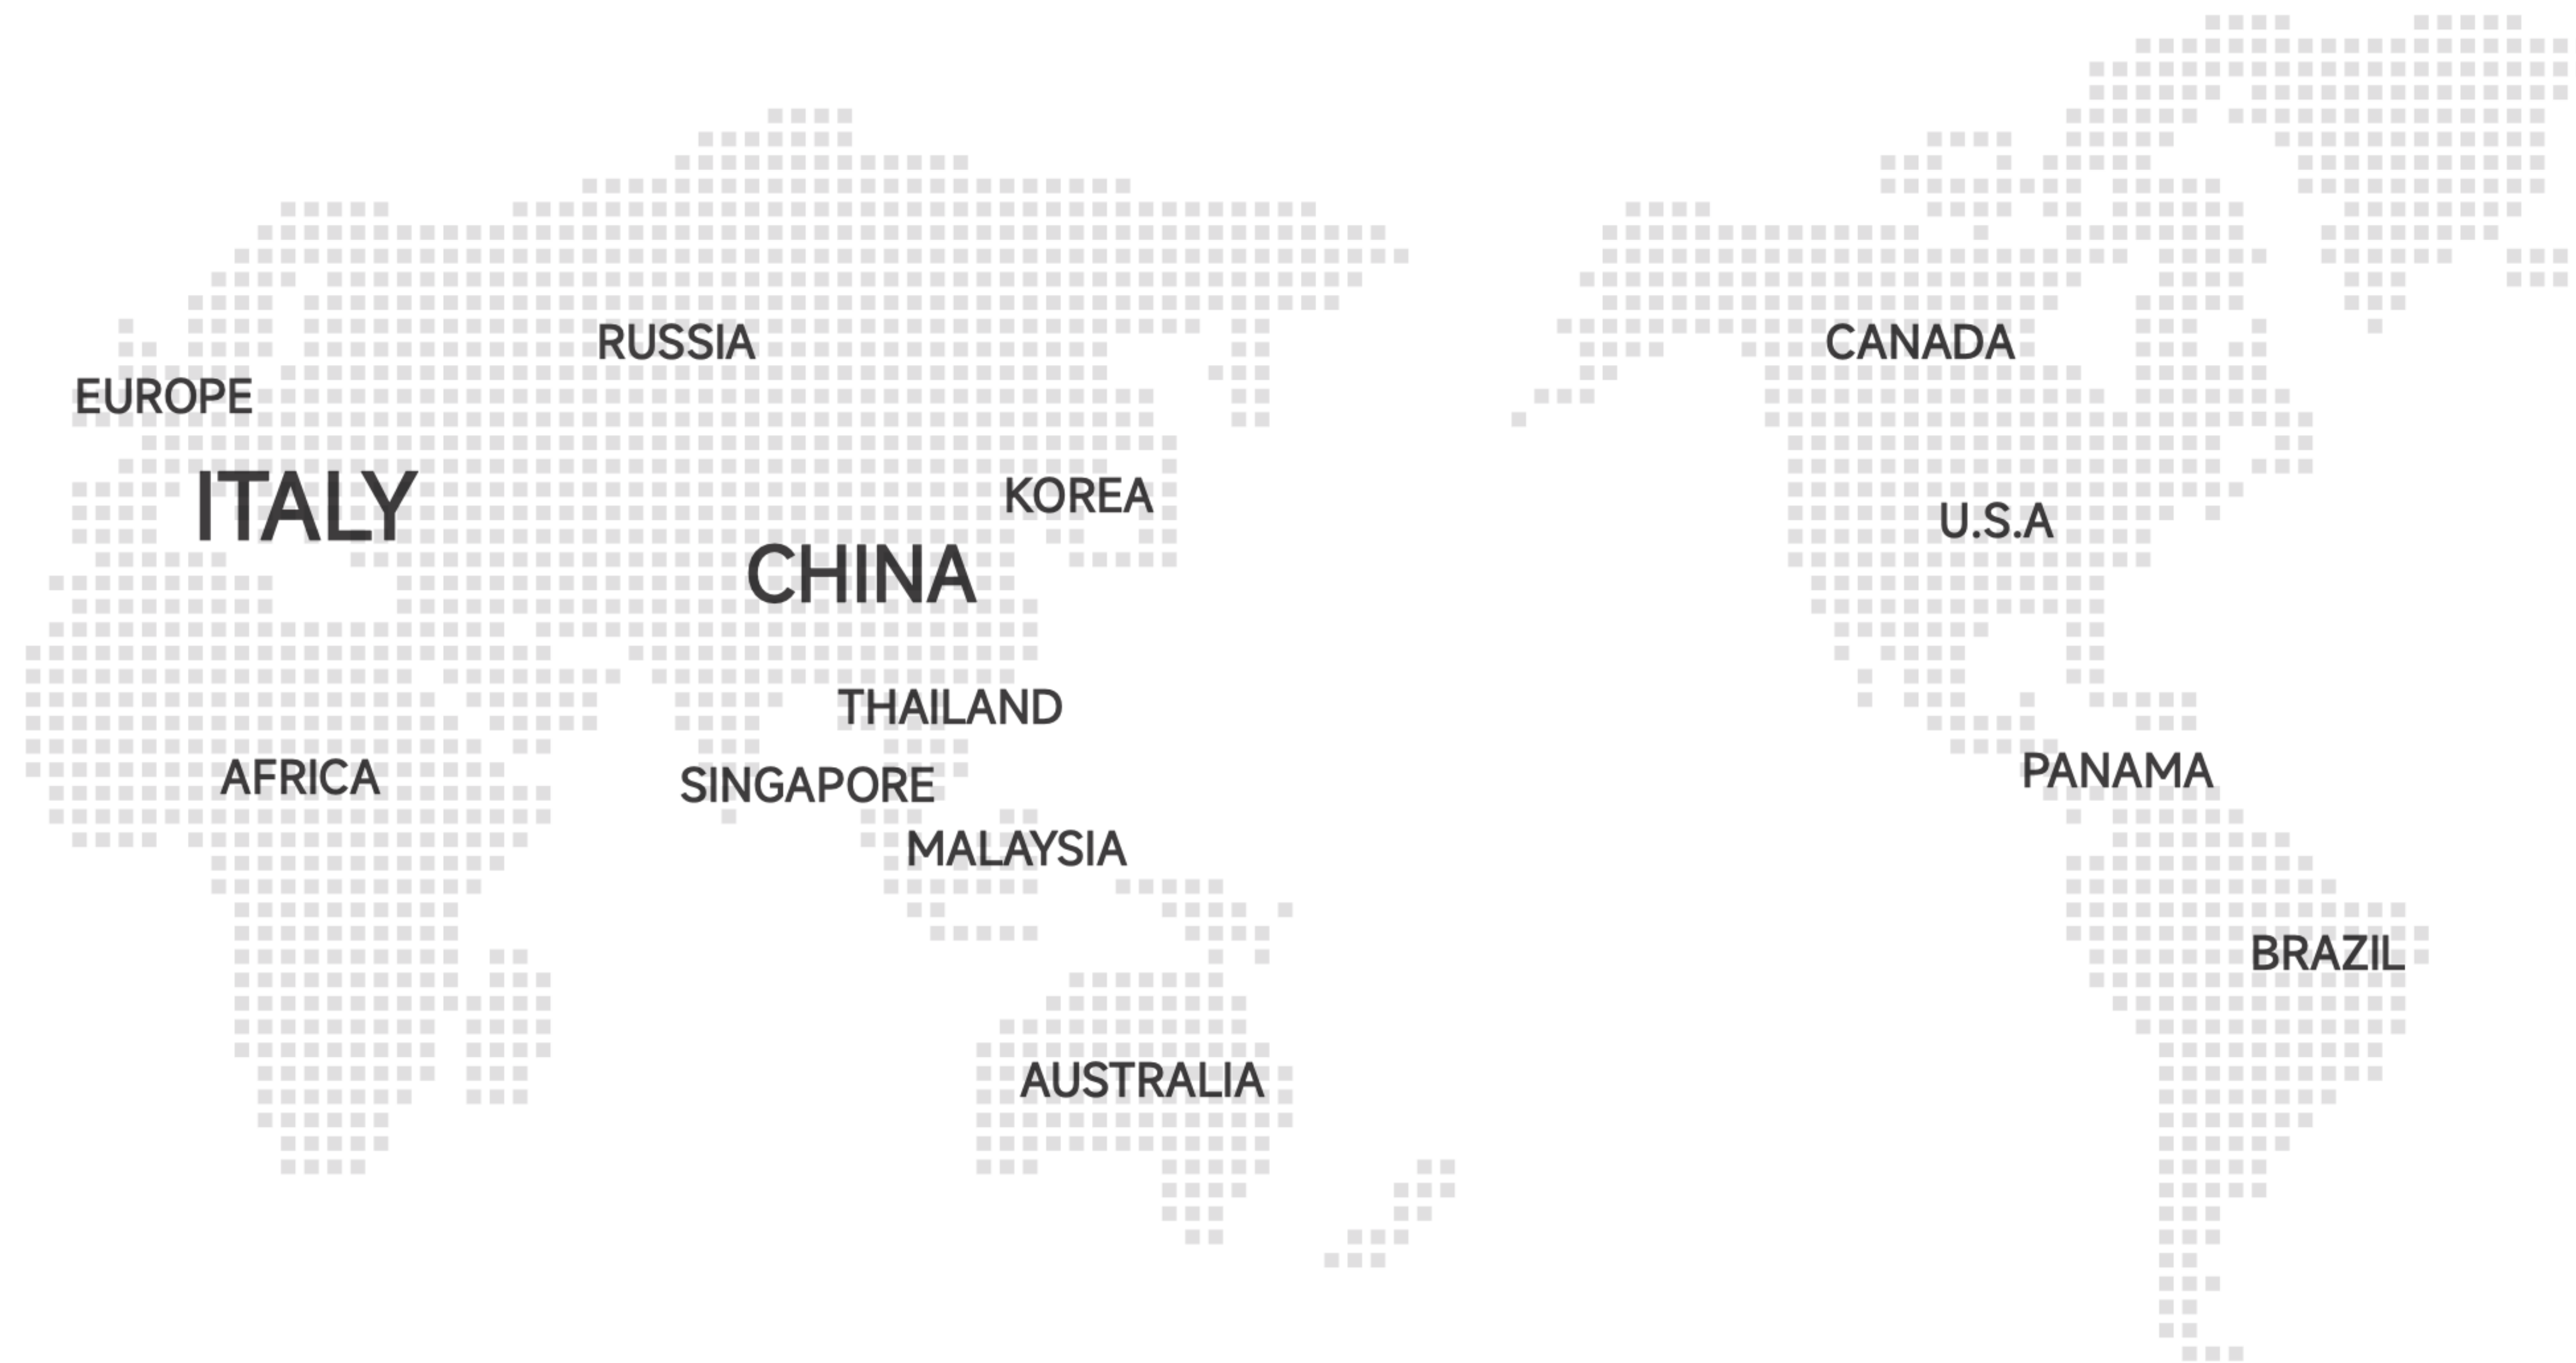 RUSSIA
CANADA
EUROPE
ITALY
KOREA
U.S.A
CHINA
THAILAND
AFRICA
SINGAPORE
PANAMA
MALAYSIA
BRAZIL
AUSTRALIA